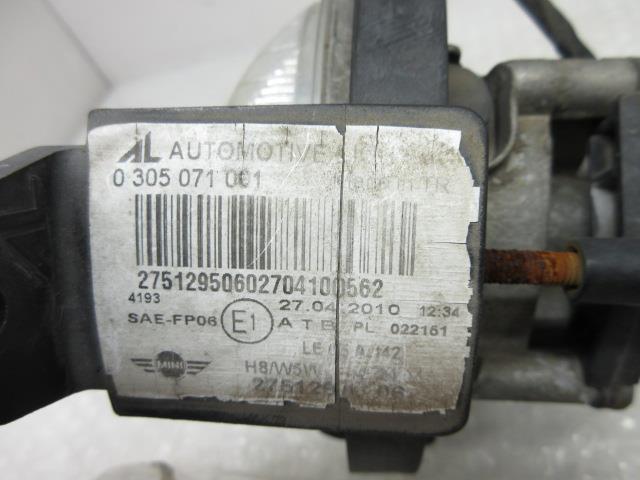 AL AUTOMOTIVE
0 305 071 001
27512950602704100562
4193 27.04.2010 12:34
SAE-FP06 E1 A T B PL 022161
LE
MINI H8/W5W